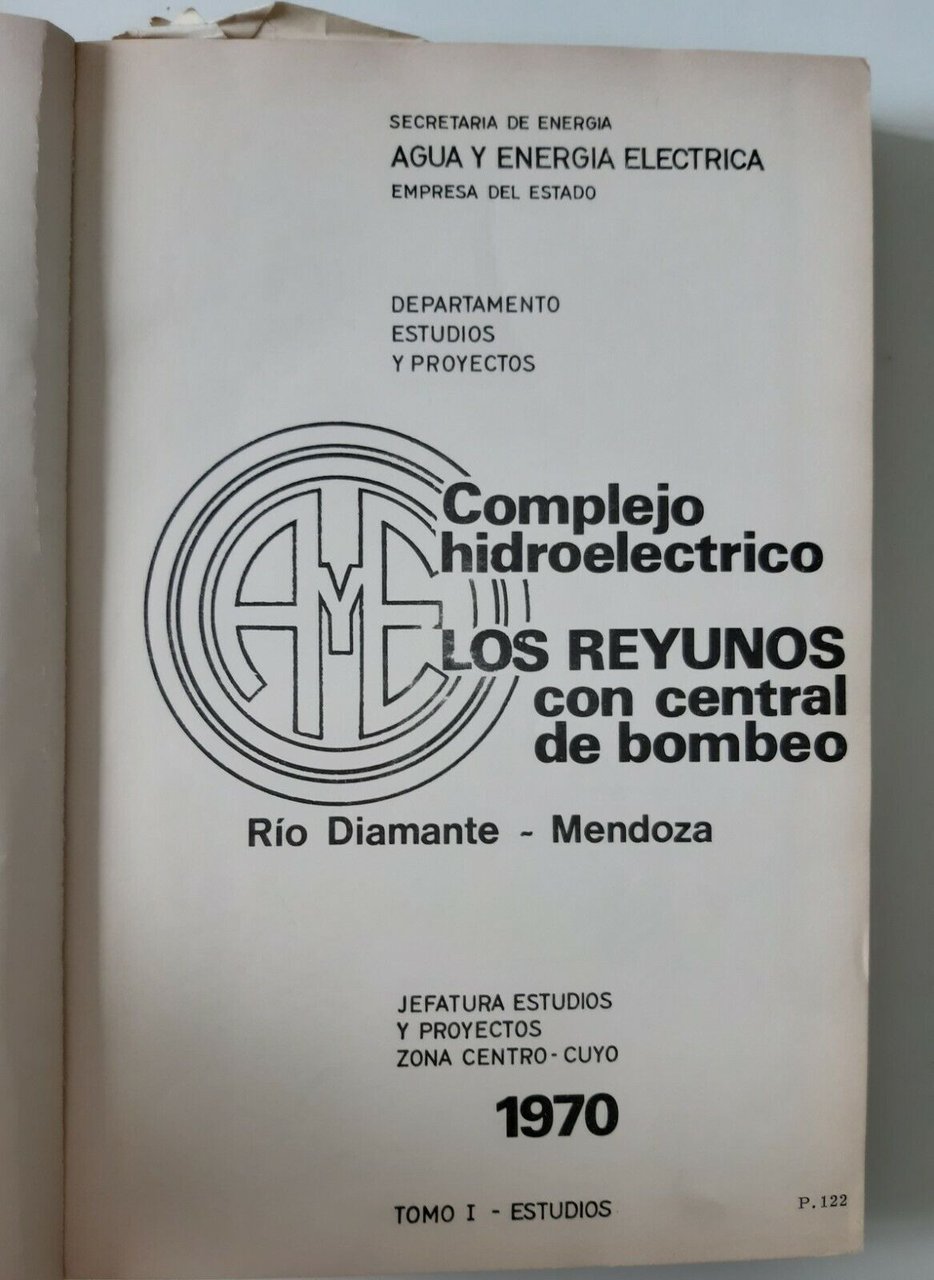 SECRETARIA DE ENERGIA
AGUA Y ENERGIA ELECTRICA
EMPRESA DEL ESTADO
DEPARTAMENTO
ESTUDIOS
Y PROYECTOS
AYE
Complejo
hidroelectrico
LOS REYUNOS
con central
de bombeo
Río Diamante - Mendoza
JEFATURA ESTUDIOS
Y PROYECTOS
ZONA CENTRO-CUYO
1970
TOMO I - ESTUDIOS
P.122